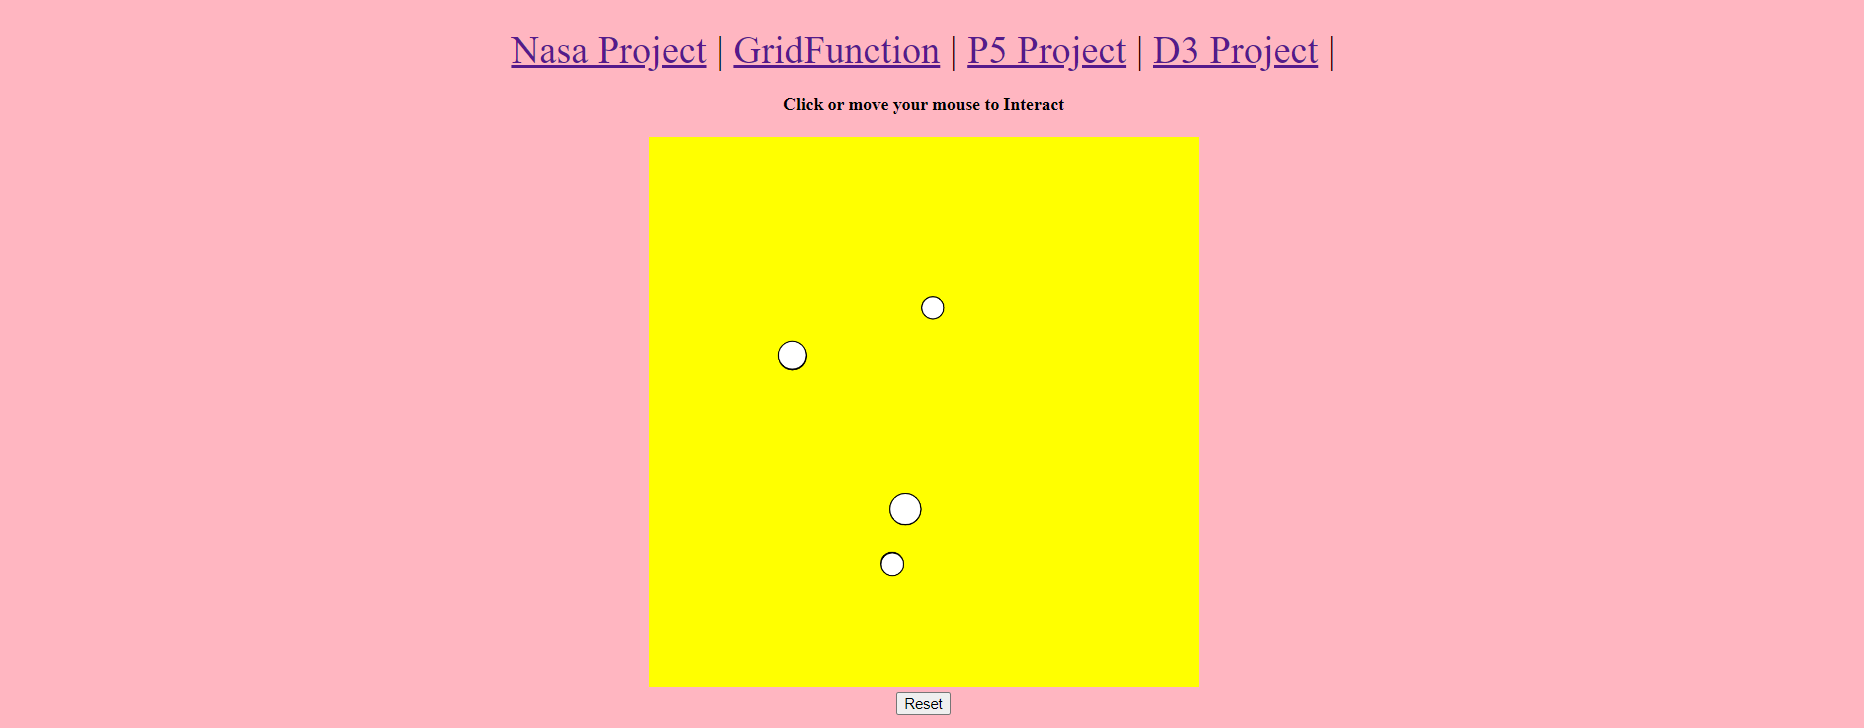 Nasa Project | GridFunction | P5 Project | D3 Project |
Click or move your mouse to Interact
Reset